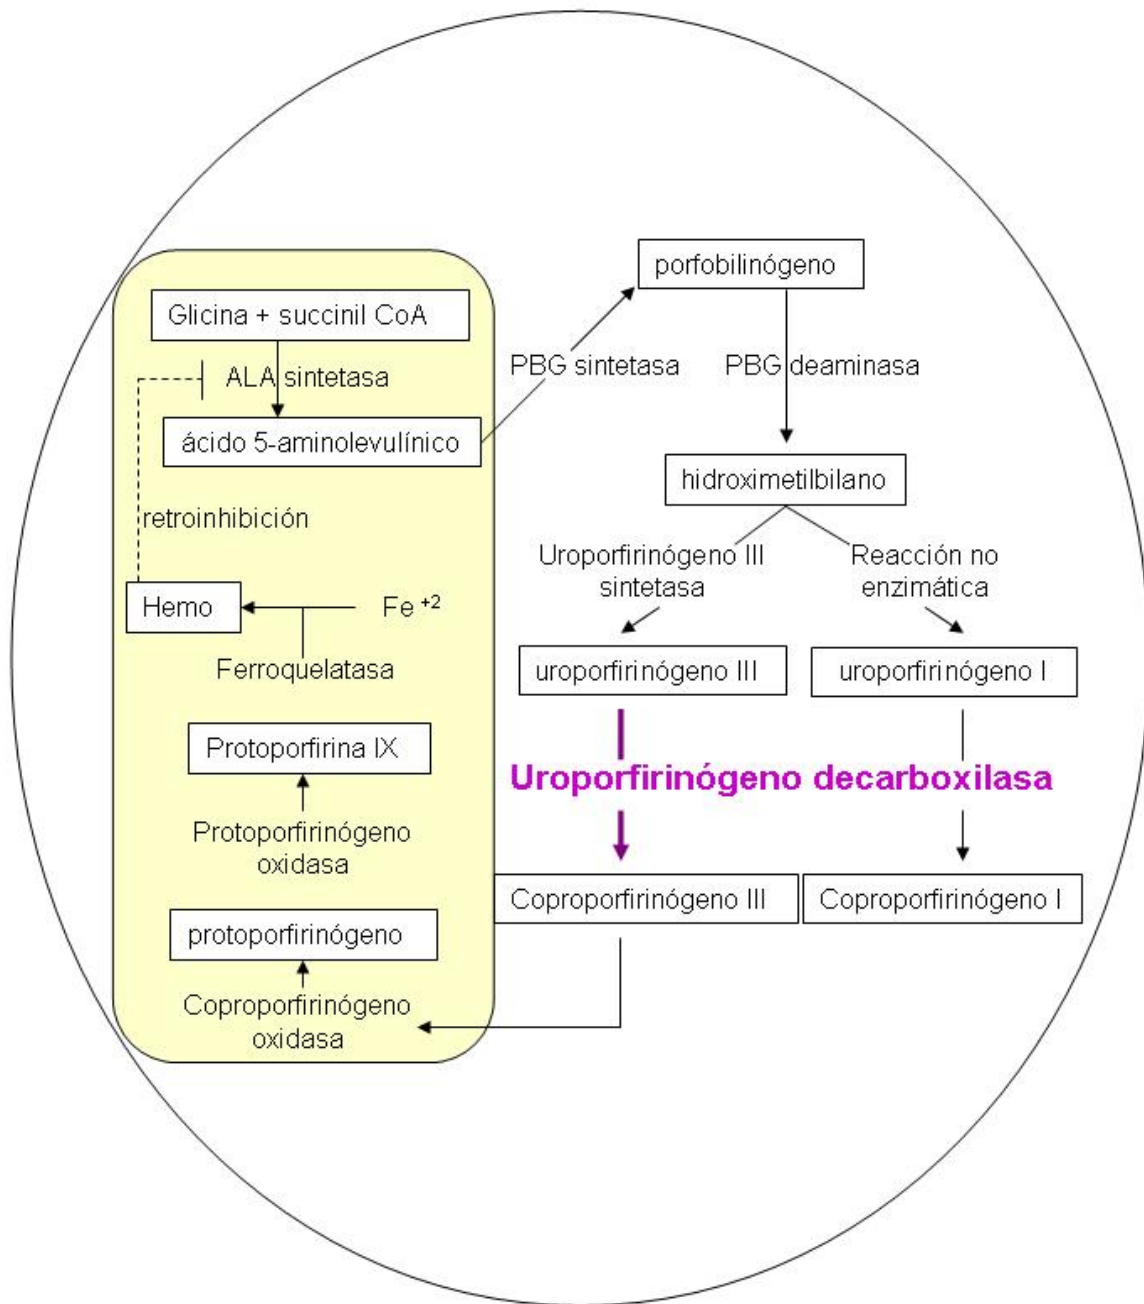 Glicina + succinil CoA
ALA sintetasa
ácido 5-aminolevulínico
retroinhibición
Hemo
Fe +2
Ferroquelatasa
Protoporfirina IX
Protoporfirinógeno
oxidasa
protoporfirinógeno
Coproporfirinógeno
oxidasa
PBG sintetasa
porfobilinógeno
PBG deaminasa
hidroximetilbilano
Uroporfirinógeno III
sintetasa
Reacción no
enzimática
uroporfirinógeno III
uroporfirinógeno I
Uroporfirinógeno decarboxilasa
Coproporfirinógeno III
Coproporfirinógeno I